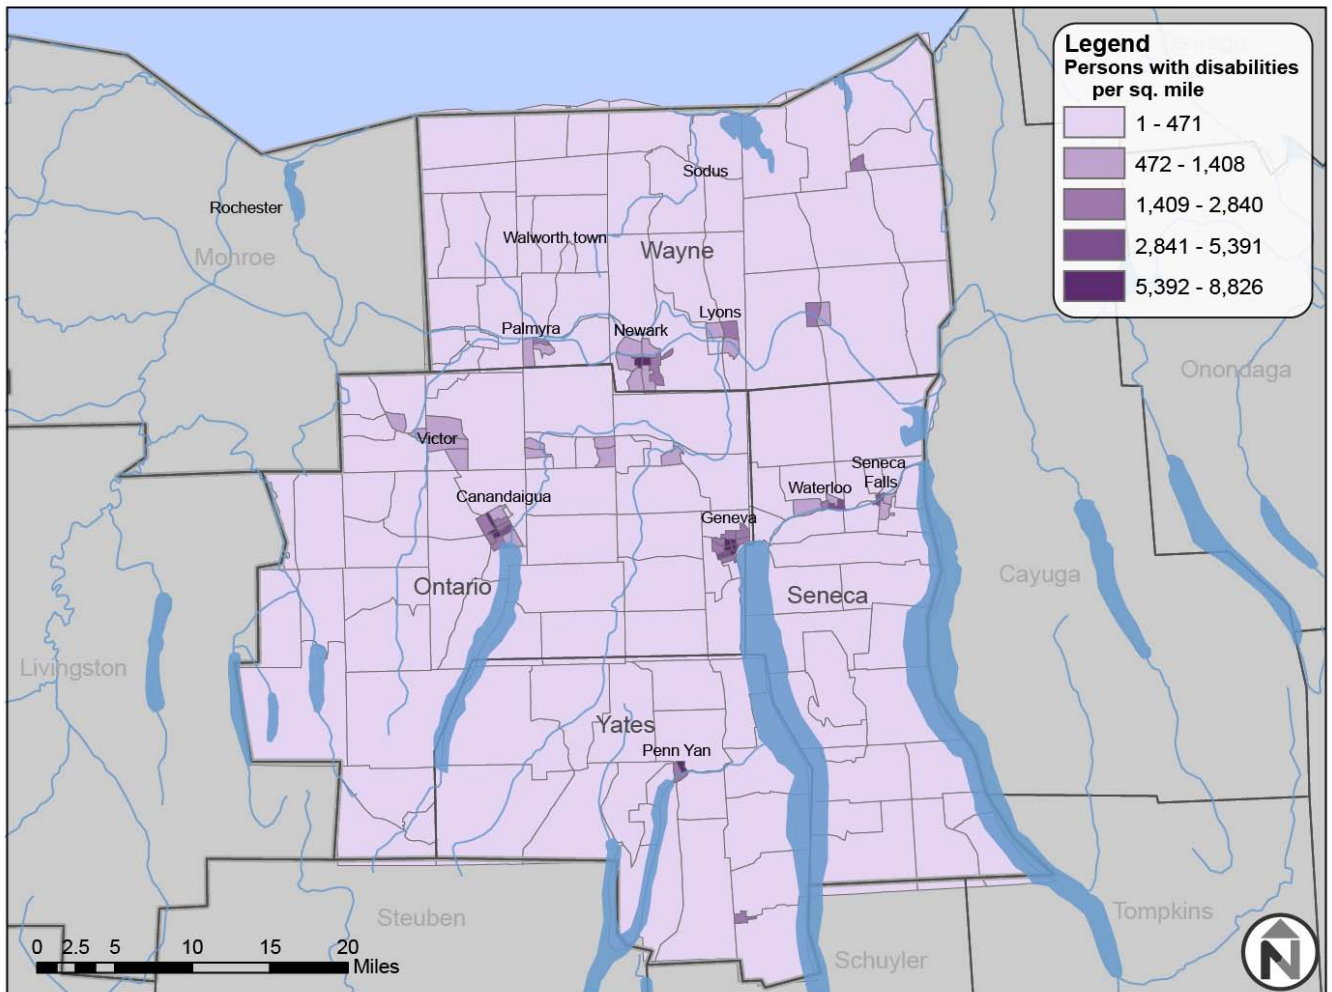 Legend
Persons with disabilities
per sq. mile
1 - 471
472 - 1,408
1,409 - 2,840
2,841 - 5,391
5,392 - 8,826
Sodus
Rochester
Monroe
Walworth town
Wayne
Lyons
Palmyra
Newark
Onondaga
Victor
Seneca
Falls
Waterloo
Canandaigua
Geneva
Cayuga
Ontario
Seneca
Livingston
Yates
Penn Yan
Steuben
Tompkins
Schuyler
0 2.5 5 10 15 20
Miles
N